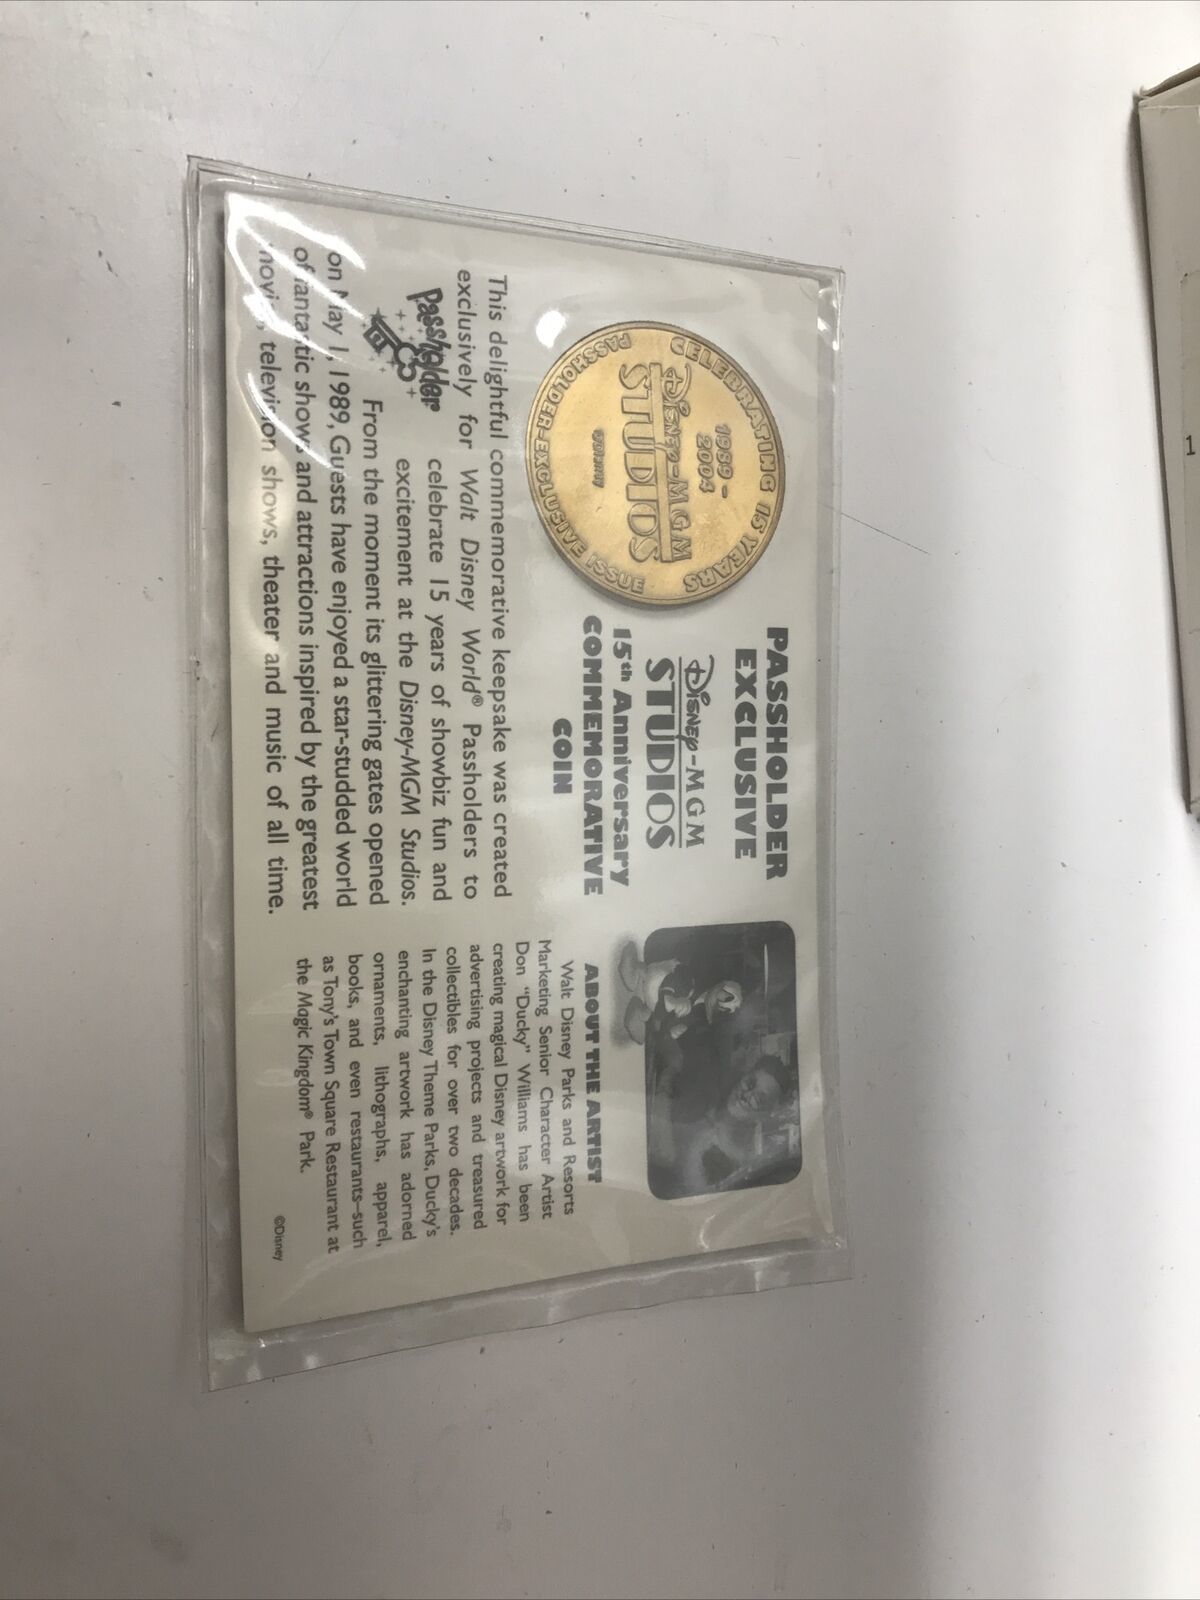 CELEBRATING 15 YEARS
1989 -
2004
DISNEY-MGM
STUDIOS
©DISNEY
PASSHOLDER-EXCLUSIVE ISSUE
PASSHOLDER
EXCLUSIVE
DISNEY-MGM
STUDIOS
15th Anniversary
COMMEMORATIVE
COIN
This delightful commemorative keepsake was created
exclusively for Walt Disney World® Passholders to
celebrate 15 years of showbiz fun and
excitement at the Disney-MGM Studios.
Passholder
From the moment its glittering gates opened
on May 1, 1989, Guests have enjoyed a star-studded world
of fantastic shows and attractions inspired by the greatest
movie, television shows, theater and music of all time.
ABOUT THE ARTIST
Walt Disney Parks and Resorts
Marketing Senior Character Artist
Don "Ducky" Williams has been
creating magical Disney artwork for
advertising projects and treasured
collectibles for over two decades.
In the Disney Theme Parks, Ducky's
enchanting artwork has adorned
ornaments, lithographs, apparel,
books, and even restaurants–such
as Tony's Town Square Restaurant at
the Magic Kingdom® Park.
©Disney
1